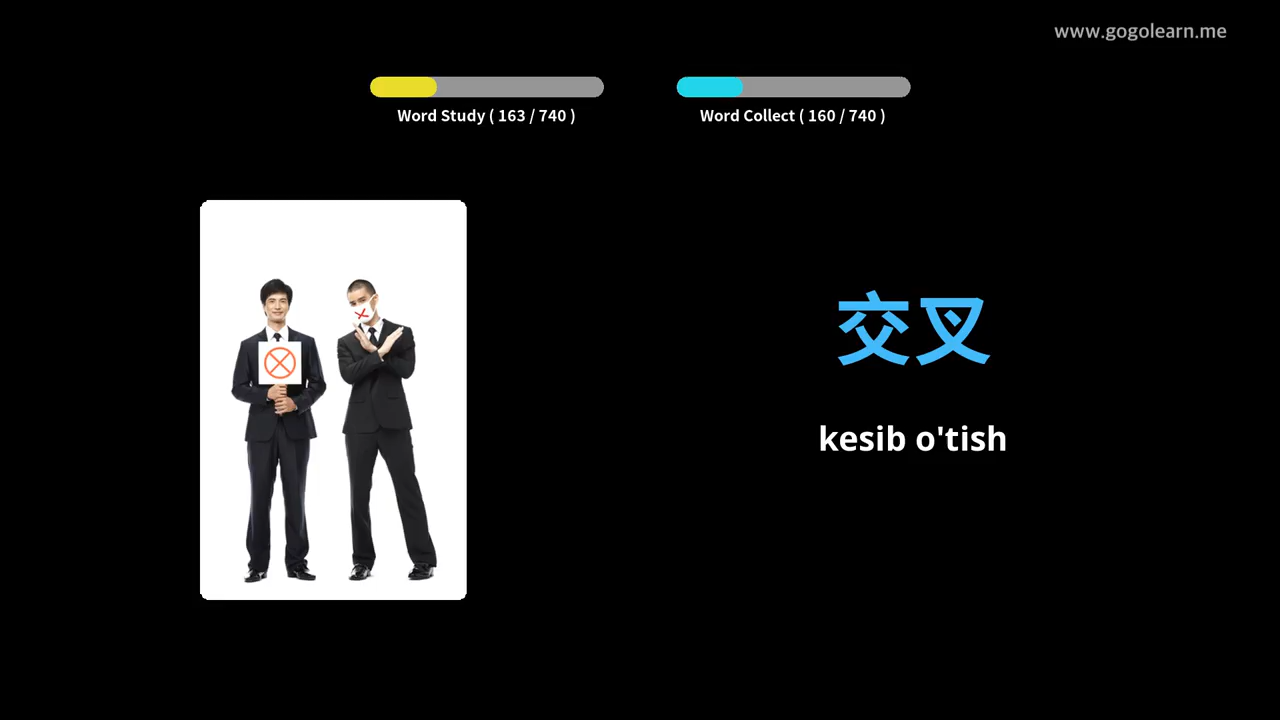 www.gogolearn.me
Word Study ( 163 / 740 )
Word Collect ( 160 / 740 )
交叉
kesib o'tish